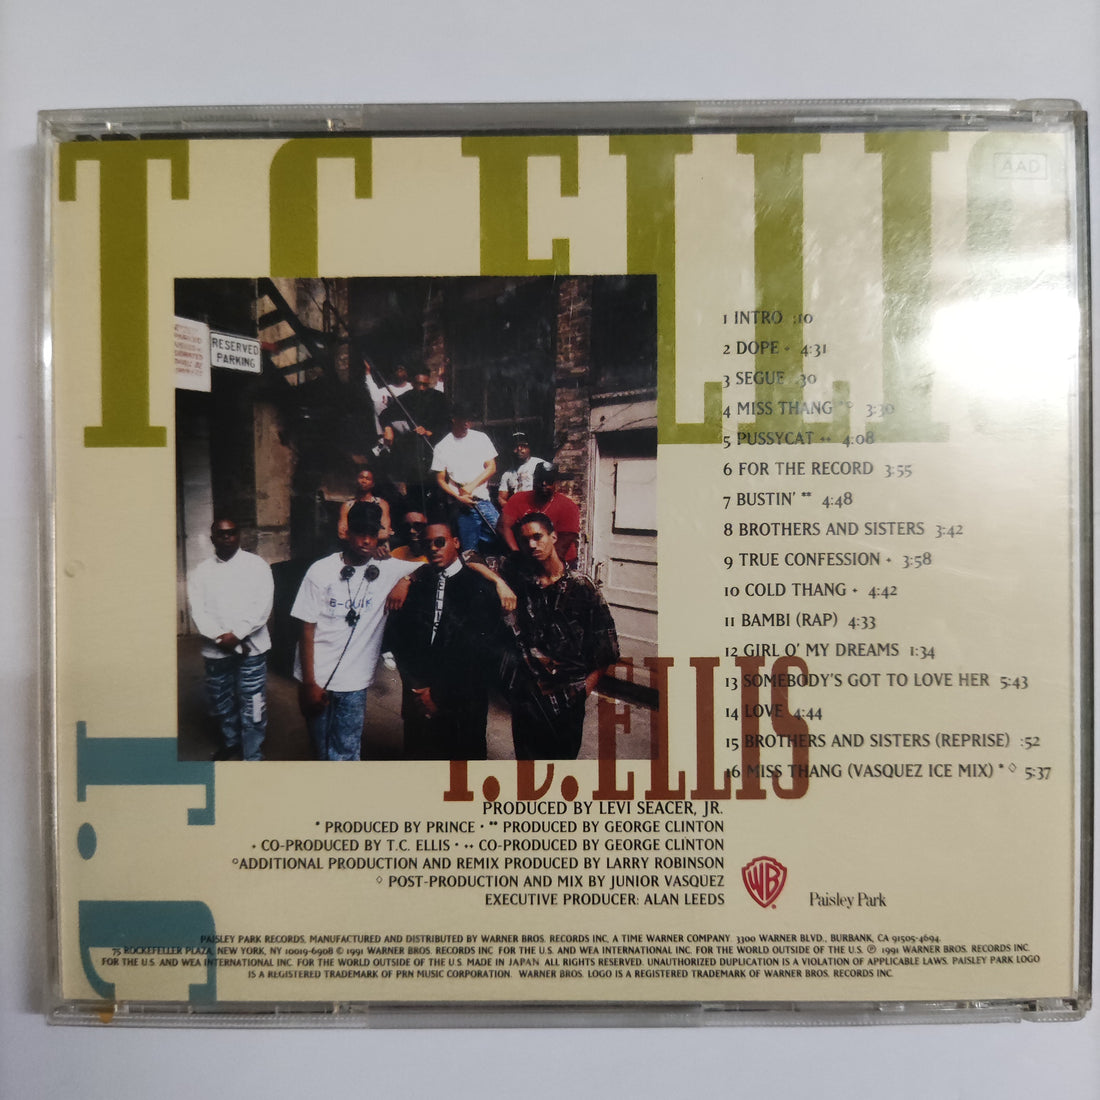 T.C. ELLIS
AAD
RESERVED
PARKING
B-QUIK
1 INTRO :10
2 DOPE + 4:31
3 SEGUE :30
4 MISS THANG *° 3:30
5 PUSSYCAT ++ 4:08
6 FOR THE RECORD 3:55
7 BUSTIN' ** 4:48
8 BROTHERS AND SISTERS 3:42
9 TRUE CONFESSION + 3:58
10 COLD THANG + 4:42
11 BAMBI (RAP) 4:33
12 GIRL O' MY DREAMS 1:34
13 SOMEBODY'S GOT TO LOVE HER 5:43
14 LOVE 4:44
15 BROTHERS AND SISTERS (REPRISE) :52
16 MISS THANG (VASQUEZ ICE MIX) * ◇ 5:37
T.C. ELLIS
T.C.
PRODUCED BY LEVI SEACER, JR.
* PRODUCED BY PRINCE • ** PRODUCED BY GEORGE CLINTON
+ CO-PRODUCED BY T.C. ELLIS • ++ CO-PRODUCED BY GEORGE CLINTON
°ADDITIONAL PRODUCTION AND REMIX PRODUCED BY LARRY ROBINSON
◇ POST-PRODUCTION AND MIX BY JUNIOR VASQUEZ
EXECUTIVE PRODUCER: ALAN LEEDS
WB
Paisley Park
PAISLEY PARK RECORDS, MANUFACTURED AND DISTRIBUTED BY WARNER BROS. RECORDS INC, A TIME WARNER COMPANY 3300 WARNER BLVD., BURBANK, CA 91505-4694.
75 ROCKEFELLER PLAZA, NEW YORK, NY 10019-6908 © 1991 WARNER BROS. RECORDS INC. FOR THE U.S. AND WEA INTERNATIONAL INC. FOR THE WORLD OUTSIDE OF THE U.S. ℗ 1991 WARNER BROS. RECORDS INC.
FOR THE U.S. AND WEA INTERNATIONAL INC. FOR THE WORLD OUTSIDE OF THE U.S. MADE IN JAPAN. ALL RIGHTS RESERVED. UNAUTHORIZED DUPLICATION IS A VIOLATION OF APPLICABLE LAWS. PAISLEY PARK LOGO
IS A REGISTERED TRADEMARK OF PRN MUSIC CORPORATION. WARNER BROS. LOGO IS A REGISTERED TRADEMARK OF WARNER BROS. RECORDS INC.